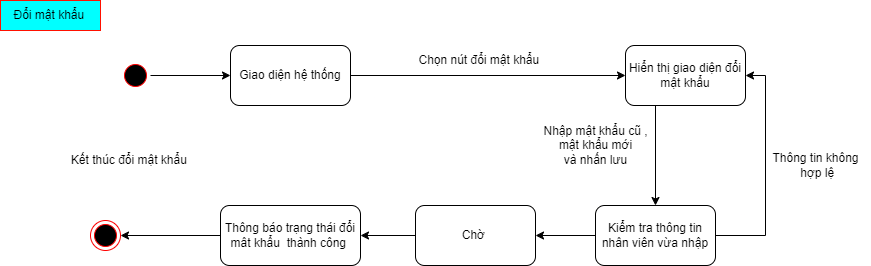 Đổi mật khẩu
Chọn nút đổi mật khẩu
Giao diện hệ thống
Hiển thị giao diện đổi
mật khẩu
Nhập mật khẩu cũ ,
mật khẩu mới
và nhấn lưu
Thông tin không
hợp lệ
Kết thúc đổi mật khẩu
Thông báo trạng thái đổi
mât khẩu thành công
Chờ
Kiểm tra thông tin
nhân viên vừa nhập